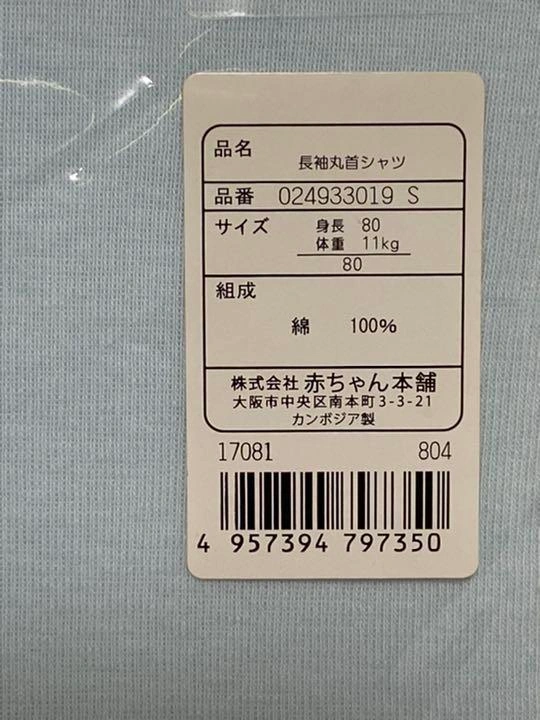 品名 長袖丸首シャツ
品番 024933019 S
サイズ 身長 80
体重 11kg
80
組成
綿 100%
株式会社 赤ちゃん本舗
大阪市中央区南本町3-3-21
カンボジア製
17081 804
4 957394 797350